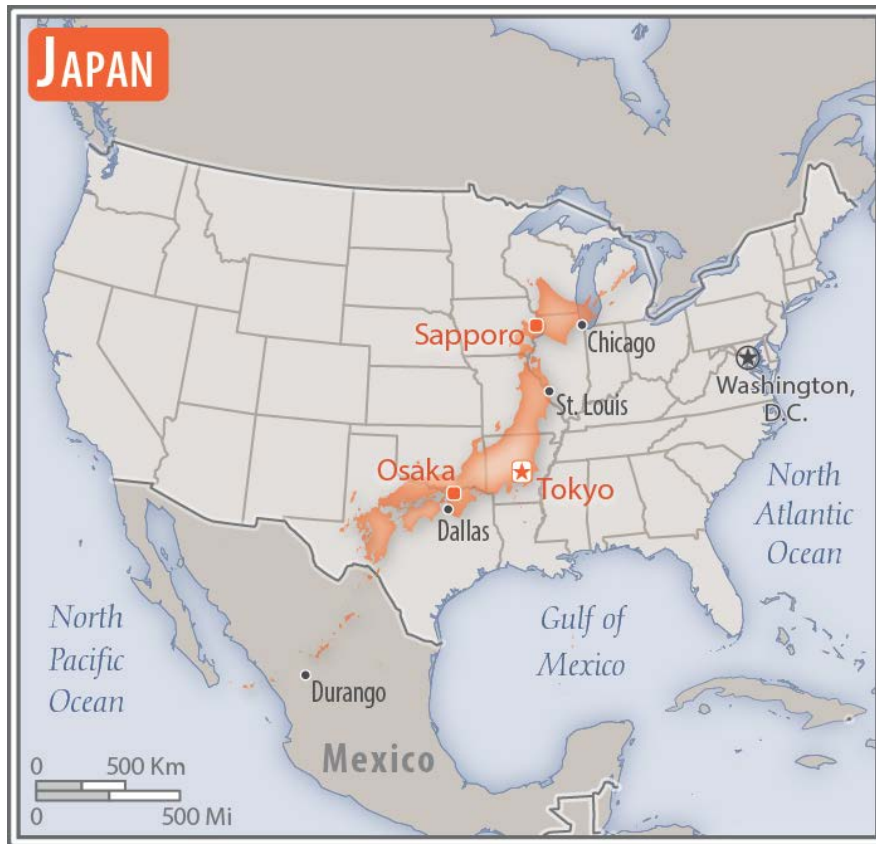 JAPAN
Sapporo
Chicago
Washington,
D.C.
St. Louis
Osaka
Tokyo
Dallas
North
Atlantic
Ocean
North
Pacific
Ocean
Gulf of
Mexico
Durango
Mexico
0 500 Km
0 500 Mi